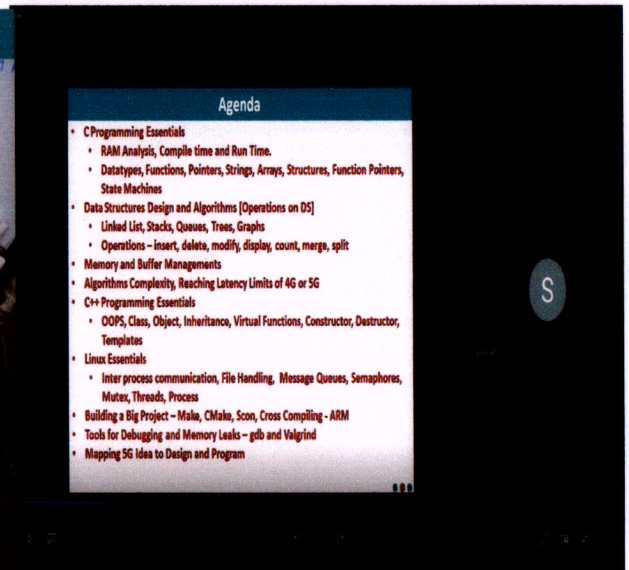 Agenda
• C Programming Essentials
• RAM Analysis, Compile time and Run Time.
• Datatypes, Functions, Pointers, Strings, Arrays, Structures, Function Pointers,
State Machines
• Data Structures Design and Algorithms [Operations on DS]
• Linked List, Stacks, Queues, Trees, Graphs
• Operations – insert, delete, modify, display, count, merge, split
• Memory and Buffer Managements
• Algorithms Complexity, Reaching Latency Limits of 4G or 5G
• C++ Programming Essentials
• OOPS, Class, Object, Inheritance, Virtual Functions, Constructor, Destructor,
Templates
• Linux Essentials
• Inter process communication, File Handling, Message Queues, Semaphores,
Mutex, Threads, Process
• Building a Big Project – Make, CMake, Scon, Cross Compiling - ARM
• Tools for Debugging and Memory Leaks – gdb and Valgrind
• Mapping 5G Idea to Design and Program
S